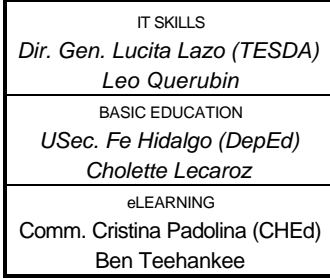 IT SKILLS
Dir. Gen. Lucita Lazo (TESDA)
Leo Querubin
BASIC EDUCATION
USec. Fe Hidalgo (DepEd)
Cholette Lecaroz
eLEARNING
Comm. Cristina Padolina (CHEd)
Ben Teehankee